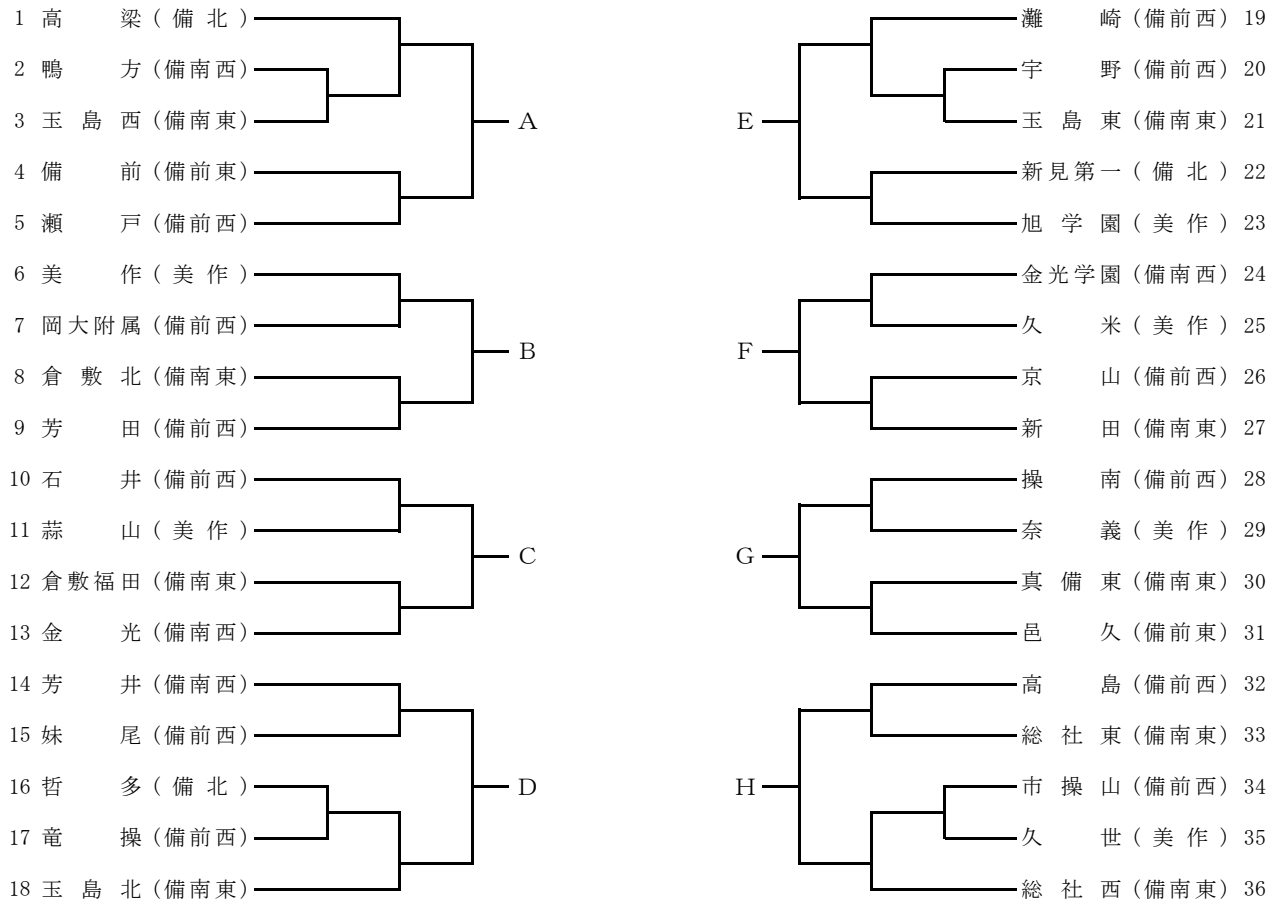 1 高梁(備北)
2 鴨方(備南西)
3 玉島西(備南東)
A
4 備前(備前東)
5 瀬戸(備前西)
6 美作(美作)
7 岡大附属(備前西)
B
8 倉敷北(備南東)
9 芳田(備前西)
10 石井(備前西)
11 蒜山(美作)
C
12 倉敷福田(備南東)
13 金光(備南西)
14 芳井(備南西)
15 妹尾(備前西)
16 哲多(備北)
D
17 竜操(備前西)
18 玉島北(備南東)
灘崎(備前西) 19
宇野(備前西) 20
E
玉島東(備南東) 21
新見第一(備北) 22
旭学園(美作) 23
金光学園(備南西) 24
久米(美作) 25
F
京山(備前西) 26
新田(備南東) 27
操南(備前西) 28
奈義(美作) 29
G
真備東(備南東) 30
邑久(備前東) 31
高島(備前西) 32
総社東(備南東) 33
H
市操山(備前西) 34
久世(美作) 35
総社西(備南東) 36